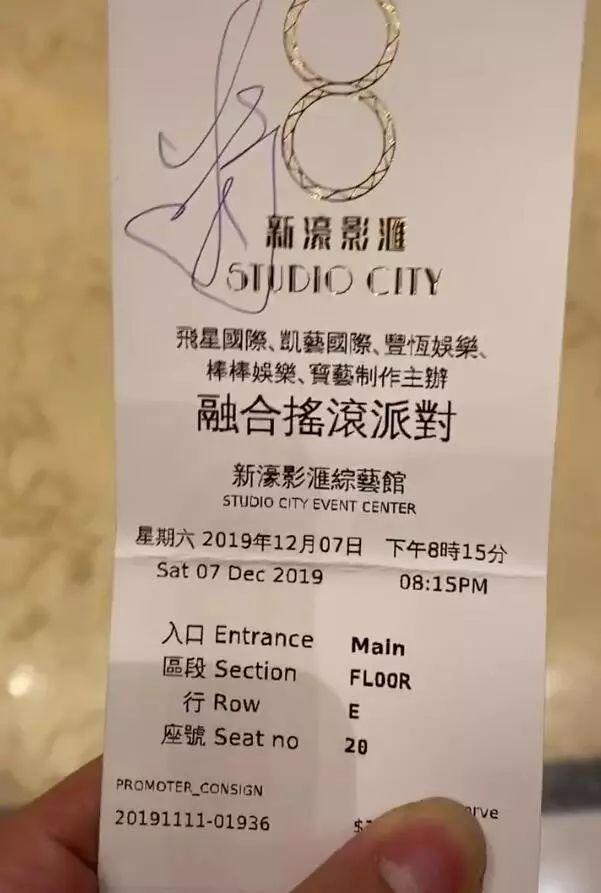 新濠影滙
STUDIO CITY
飛星國際、凱藝國際、豐恆娛樂、
棒棒娛樂、寶藝制作主辦
融合搖滾派對
新濠影滙綜藝館
STUDIO CITY EVENT CENTER
星期六 2019年12月07日 下午8時15分
Sat 07 Dec 2019 08:15PM
入口 Entrance Main
區段 Section FLOOR
行 Row E
座號 Seat no 20
PROMOTER_CONSIGN
20191111-01936